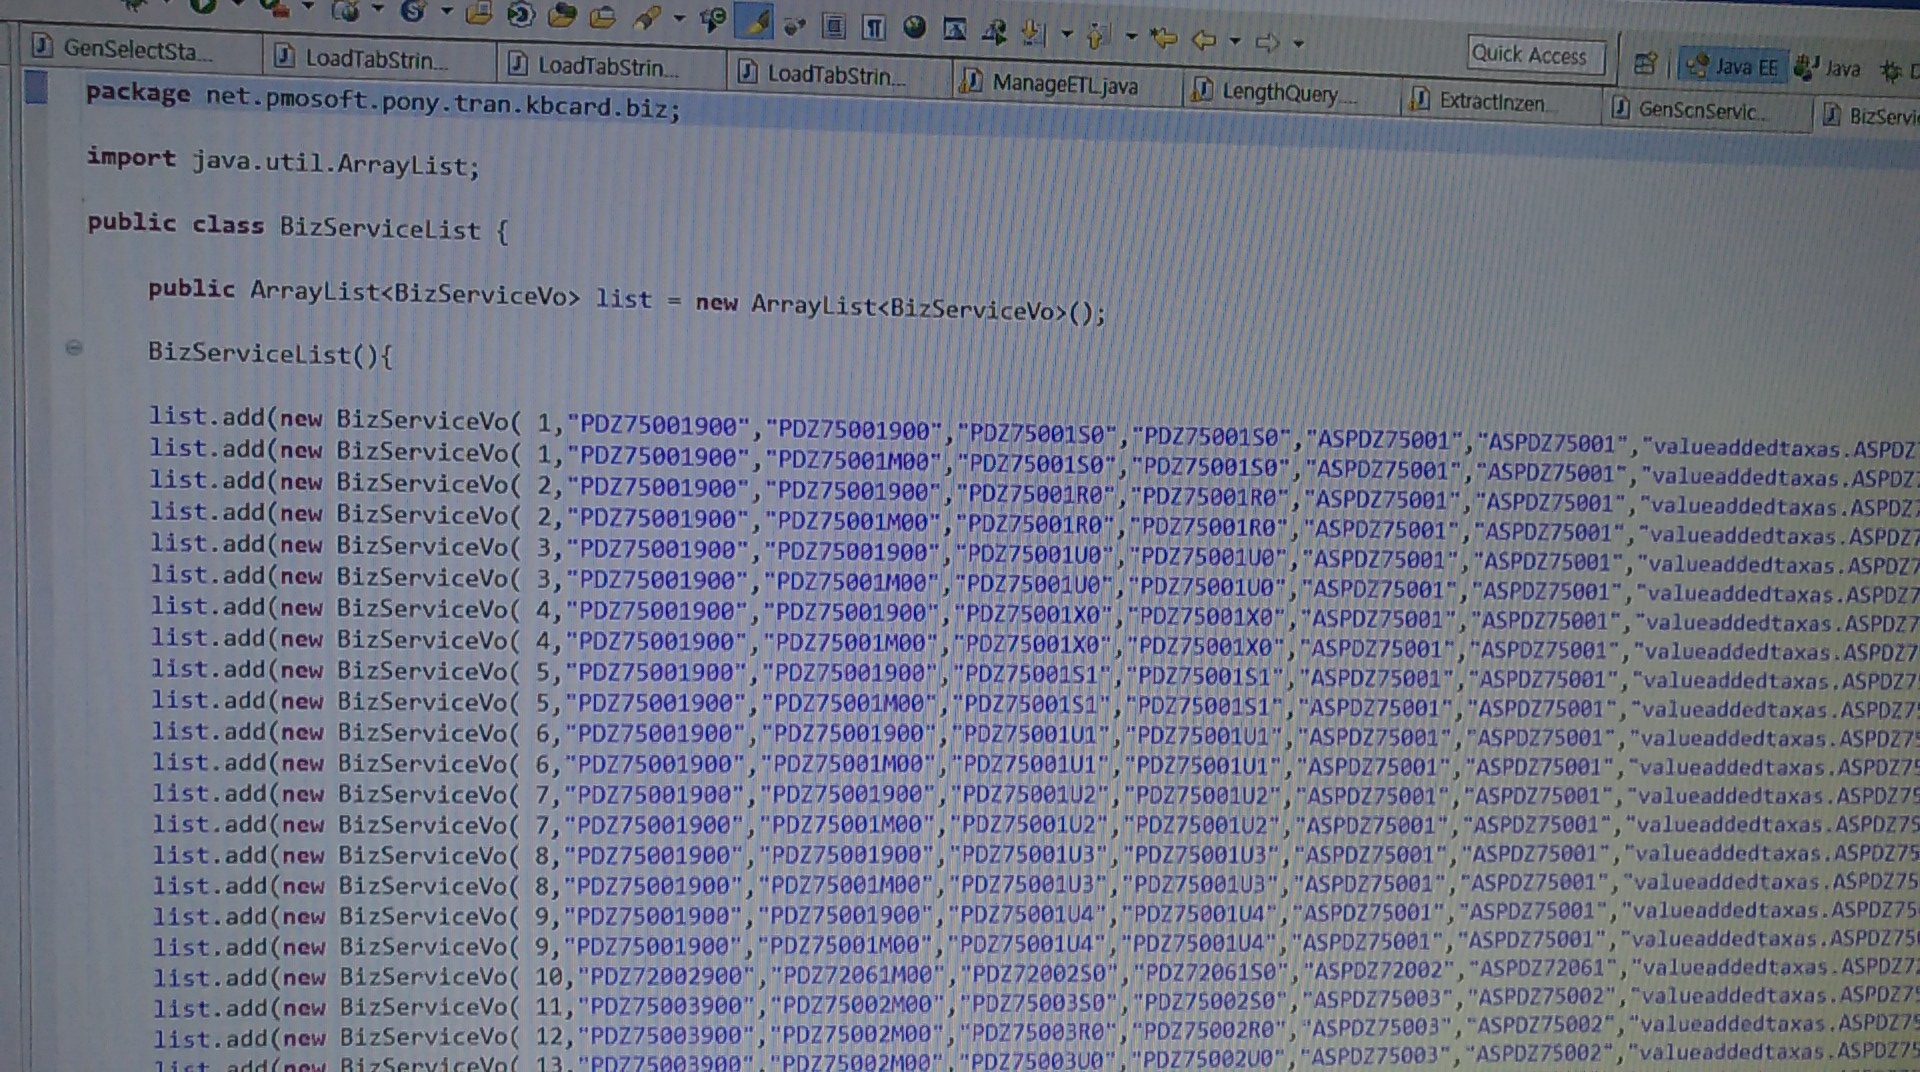 Quick Access
Java EE
Java
GenSelectSta...
LoadTabStrin...
LoadTabStrin...
LoadTabStrin...
ManageETL.java
LengthQuery....
ExtractInzen...
GenScnServic...
BizServi
package net.pmosoft.pony.tran.kbcard.biz;
import java.util.ArrayList;
public class BizServiceList {
public ArrayList<BizServiceVo> list = new ArrayList<BizServiceVo>();
BizServiceList(){
list.add(new BizServiceVo( 1,"PDZ75001900","PDZ75001900","PDZ75001S0","PDZ75001S0","ASPDZ75001","ASPDZ75001","valueaddedtaxas.ASPDZ7
list.add(new BizServiceVo( 1,"PDZ75001900","PDZ75001M00","PDZ75001S0","PDZ75001S0","ASPDZ75001","ASPDZ75001","valueaddedtaxas.ASPDZ7
list.add(new BizServiceVo( 2,"PDZ75001900","PDZ75001900","PDZ75001R0","PDZ75001R0","ASPDZ75001","ASPDZ75001","valueaddedtaxas.ASPDZ7
list.add(new BizServiceVo( 2,"PDZ75001900","PDZ75001M00","PDZ75001R0","PDZ75001R0","ASPDZ75001","ASPDZ75001","valueaddedtaxas.ASPDZ7
list.add(new BizServiceVo( 3,"PDZ75001900","PDZ75001900","PDZ75001U0","PDZ75001U0","ASPDZ75001","ASPDZ75001","valueaddedtaxas.ASPDZ7
list.add(new BizServiceVo( 3,"PDZ75001900","PDZ75001M00","PDZ75001U0","PDZ75001U0","ASPDZ75001","ASPDZ75001","valueaddedtaxas.ASPDZ7
list.add(new BizServiceVo( 4,"PDZ75001900","PDZ75001900","PDZ75001X0","PDZ75001X0","ASPDZ75001","ASPDZ75001","valueaddedtaxas.ASPDZ7
list.add(new BizServiceVo( 4,"PDZ75001900","PDZ75001M00","PDZ75001X0","PDZ75001X0","ASPDZ75001","ASPDZ75001","valueaddedtaxas.ASPDZ7
list.add(new BizServiceVo( 5,"PDZ75001900","PDZ75001900","PDZ75001S1","PDZ75001S1","ASPDZ75001","ASPDZ75001","valueaddedtaxas.ASPDZ7
list.add(new BizServiceVo( 5,"PDZ75001900","PDZ75001M00","PDZ75001S1","PDZ75001S1","ASPDZ75001","ASPDZ75001","valueaddedtaxas.ASPDZ75
list.add(new BizServiceVo( 6,"PDZ75001900","PDZ75001900","PDZ75001U1","PDZ75001U1","ASPDZ75001","ASPDZ75001","valueaddedtaxas.ASPDZ75
list.add(new BizServiceVo( 6,"PDZ75001900","PDZ75001M00","PDZ75001U1","PDZ75001U1","ASPDZ75001","ASPDZ75001","valueaddedtaxas.ASPDZ75
list.add(new BizServiceVo( 7,"PDZ75001900","PDZ75001900","PDZ75001U2","PDZ75001U2","ASPDZ75001","ASPDZ75001","valueaddedtaxas.ASPDZ75
list.add(new BizServiceVo( 7,"PDZ75001900","PDZ75001M00","PDZ75001U2","PDZ75001U2","ASPDZ75001","ASPDZ75001","valueaddedtaxas.ASPDZ75
list.add(new BizServiceVo( 8,"PDZ75001900","PDZ75001900","PDZ75001U3","PDZ75001U3","ASPDZ75001","ASPDZ75001","valueaddedtaxas.ASPDZ75
list.add(new BizServiceVo( 8,"PDZ75001900","PDZ75001M00","PDZ75001U3","PDZ75001U3","ASPDZ75001","ASPDZ75001","valueaddedtaxas.ASPDZ75
list.add(new BizServiceVo( 9,"PDZ75001900","PDZ75001900","PDZ75001U4","PDZ75001U4","ASPDZ75001","ASPDZ75001","valueaddedtaxas.ASPDZ75
list.add(new BizServiceVo( 9,"PDZ75001900","PDZ75001M00","PDZ75001U4","PDZ75001U4","ASPDZ75001","ASPDZ75001","valueaddedtaxas.ASPDZ75
list.add(new BizServiceVo( 10,"PDZ72002900","PDZ72061M00","PDZ72002S0","PDZ72061S0","ASPDZ72002","ASPDZ72061","valueaddedtaxas.ASPDZ72
list.add(new BizServiceVo( 11,"PDZ75003900","PDZ75002M00","PDZ75003S0","PDZ75002S0","ASPDZ75003","ASPDZ75002","valueaddedtaxas.ASPDZ75
list.add(new BizServiceVo( 12,"PDZ75003900","PDZ75002M00","PDZ75003R0","PDZ75002R0","ASPDZ75003","ASPDZ75002","valueaddedtaxas.ASPDZ75
list.add(new BizServiceVo( 13,"PDZ75003900","PDZ75002M00","PDZ75003U0","PDZ75002U0","ASPDZ75003","ASPDZ75002","valueaddedtaxas.ASPDZ75